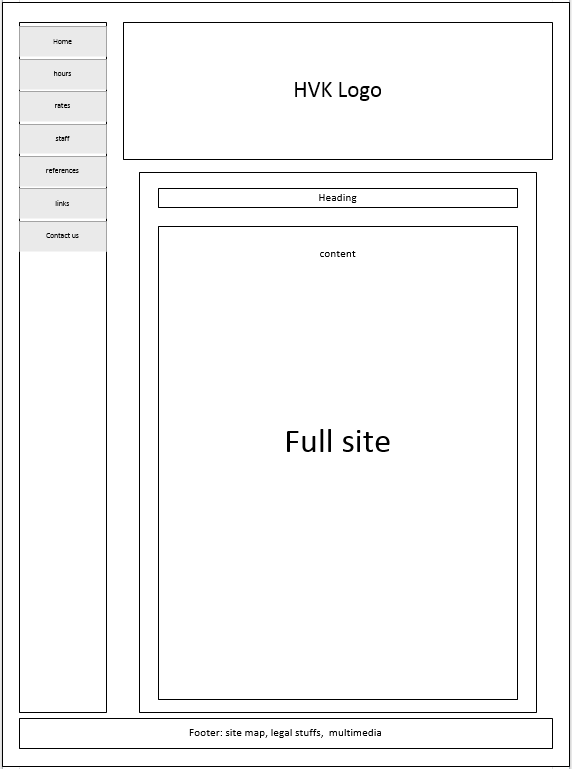 Home
hours
rates
staff
references
links
Contact us
HVK Logo
Heading
content
Full site
Footer: site map, legal stuffs,  multimedia